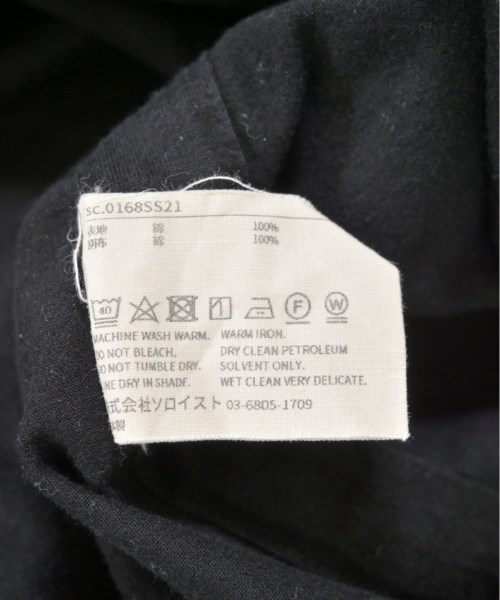 sc.0168SS21
表地 綿 100%
別布 綿 100%
40 F W
MACHINE WASH WARM. WARM IRON.
DO NOT BLEACH. DRY CLEAN PETROLEUM
DO NOT TUMBLE DRY. SOLVENT ONLY.
LINE DRY IN SHADE. WET CLEAN VERY DELICATE.
式会社ソロイスト 03-6805-1709
製